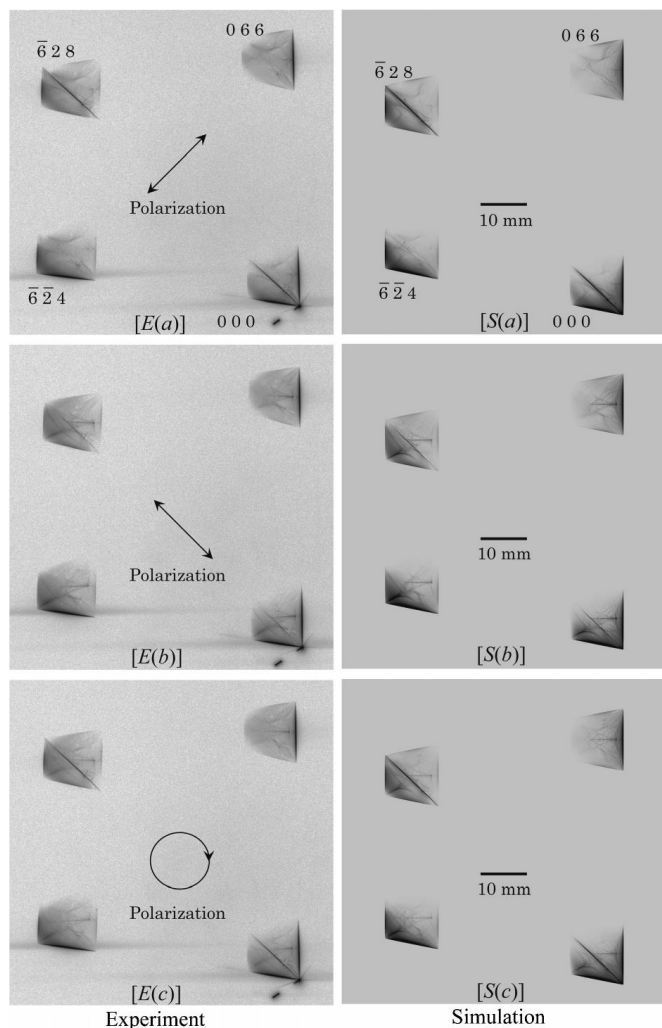 6̅ 2 8
0 6 6
Polarization
6̅ 2̅ 4
0 0 0
[E(a)]
6̅ 2 8
0 6 6
10 mm
6̅ 2̅ 4
0 0 0
[S(a)]
Polarization
[E(b)]
10 mm
[S(b)]
Polarization
[E(c)]
10 mm
[S(c)]
Experiment
Simulation